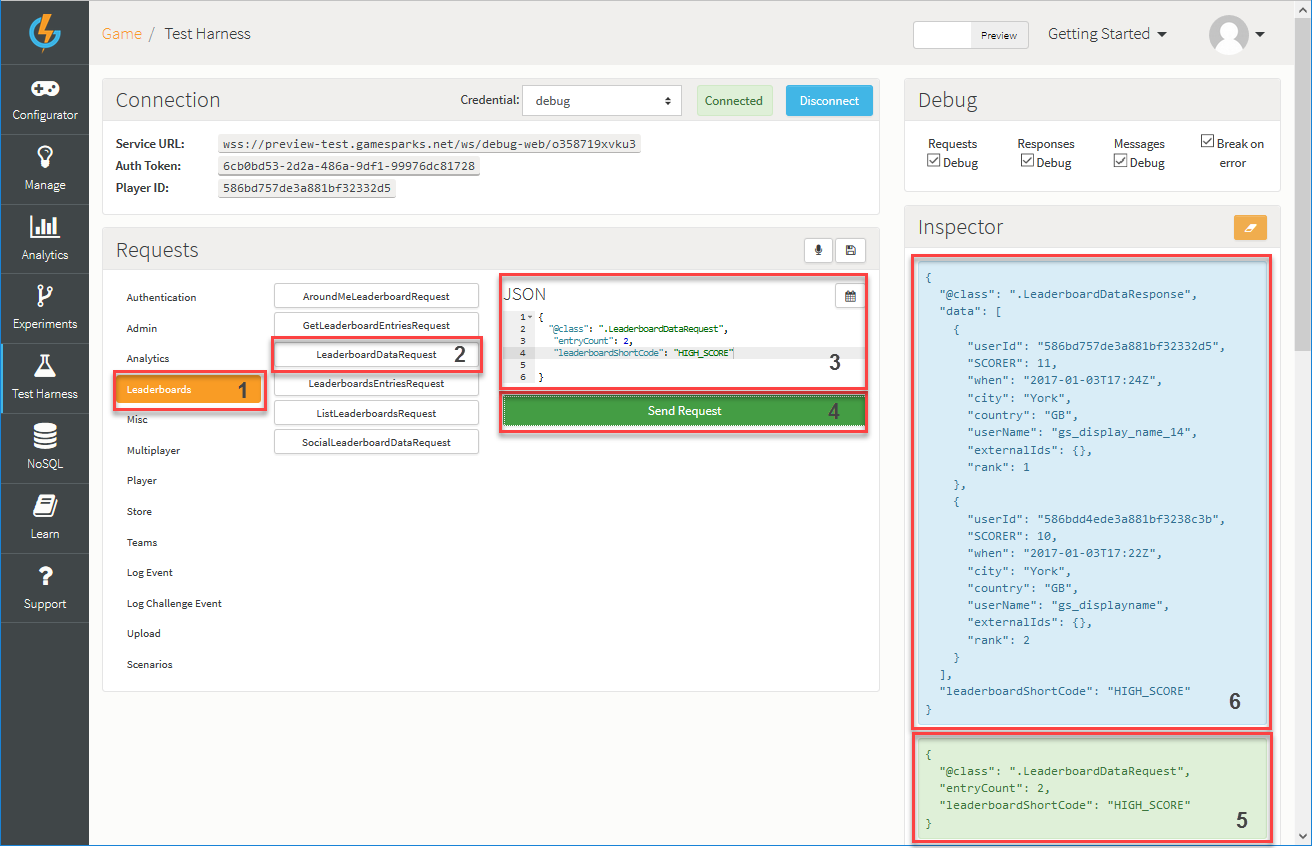 Game / Test Harness
Preview
Getting Started
Configurator
Manage
Analytics
Experiments
Test Harness
NoSQL
Learn
Support
Connection
Credential:
debug
Connected
Disconnect
Service URL:
wss://preview-test.gamesparks.net/ws/debug-web/o358719xvku3
Auth Token:
6cb0bd53-2d2a-486a-9df1-99976dc81728
Player ID:
586bd757de3a881bf32332d5
Requests
Authentication
Admin
Analytics
Leaderboards 1
Misc
Multiplayer
Player
Store
Teams
Log Event
Log Challenge Event
Upload
Scenarios
AroundMeLeaderboardRequest
GetLeaderboardEntriesRequest
LeaderboardDataRequest 2
LeaderboardsEntriesRequest
ListLeaderboardsRequest
SocialLeaderboardDataRequest
JSON
1 {
2 "@class": ".LeaderboardDataRequest",
3 "entryCount": 2,
4 "leaderboardShortCode": "HIGH_SCORE"
5
6 }
3
Send Request 4
Debug
Requests
Debug
Responses
Debug
Messages
Debug
Break on
error
Inspector
{
"@class": ".LeaderboardDataResponse",
"data": [
{
"userId": "586bd757de3a881bf32332d5",
"SCORER": 11,
"when": "2017-01-03T17:24Z",
"city": "York",
"country": "GB",
"userName": "gs_display_name_14",
"externalIds": {},
"rank": 1
},
{
"userId": "586bdd4ede3a881bf3238c3b",
"SCORER": 10,
"when": "2017-01-03T17:22Z",
"city": "York",
"country": "GB",
"userName": "gs_displayname",
"externalIds": {},
"rank": 2
}
],
"leaderboardShortCode": "HIGH_SCORE"
}
6
{
"@class": ".LeaderboardDataRequest",
"entryCount": 2,
"leaderboardShortCode": "HIGH_SCORE"
}
5